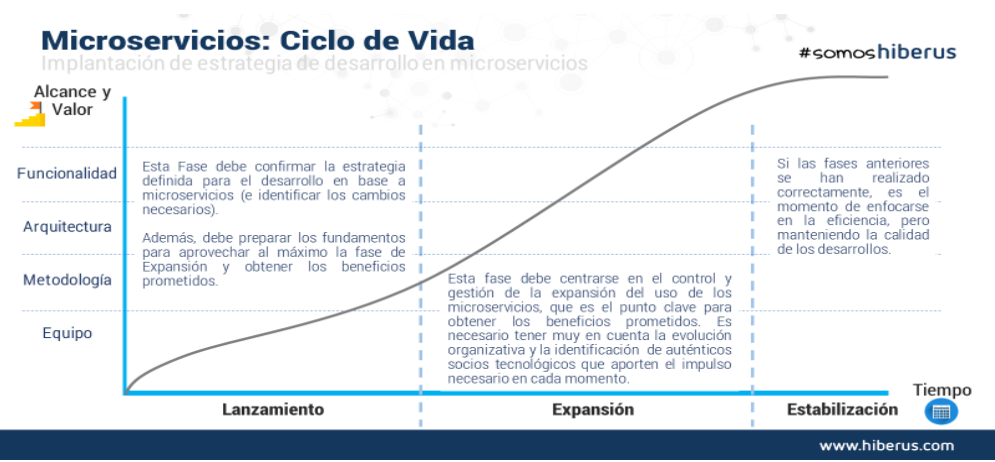 Microservicios: Ciclo de Vida
Implantación de estrategia de desarrollo en microservicios
#somoshiberus
Alcance y
Valor
Funcionalidad
Arquitectura
Metodología
Equipo
Esta Fase debe confirmar la estrategia
definida para el desarrollo en base a
microservicios (e identificar los cambios
necesarios).
Además, debe preparar los fundamentos
para aprovechar al máximo la fase de
Expansión y obtener los beneficios
prometidos.
Esta fase debe centrarse en el control y
gestión de la expansión del uso de los
microservicios, que es el punto clave para
obtener los beneficios prometidos. Es
necesario tener muy en cuenta la evolución
organizativa y la identificación de auténticos
socios tecnológicos que aporten el impulso
necesario en cada momento.
Si las fases anteriores
se han realizado
correctamente, es el
momento de enfocarse
en la eficiencia, pero
manteniendo la calidad
de los desarrollos.
Tiempo
Lanzamiento
Expansión
Estabilización
www.hiberus.com